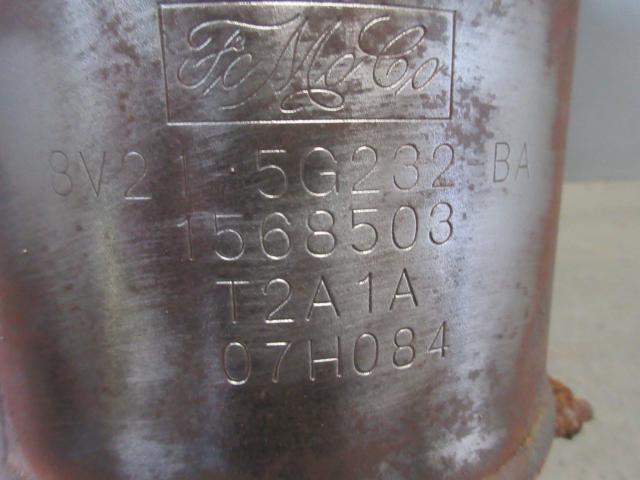 FoMoCo
8V21-5G232-BA
1568503
T2A1A
07H084